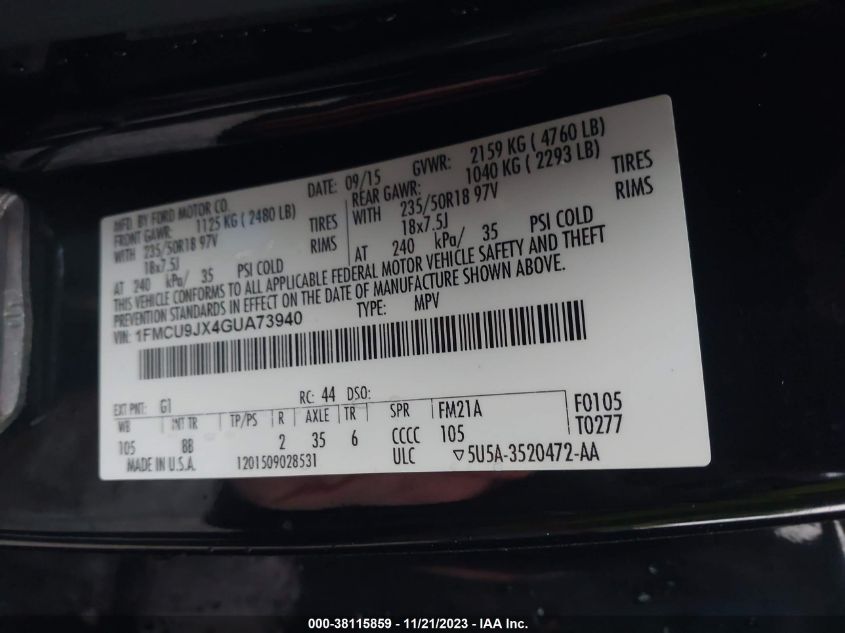 MFD. BY FORD MOTOR CO. DATE: 09/15 GVWR: 2159 KG ( 4760 LB)
FRONT GAWR: 1125 KG ( 2480 LB) REAR GAWR: 1040 KG ( 2293 LB)
WITH 235/50R18 97V TIRES WITH 235/50R18 97V TIRES
18x7.5J RIMS 18x7.5J RIMS
AT 240 kPa/ 35 PSI COLD AT 240 kPa/ 35 PSI COLD
THIS VEHICLE CONFORMS TO ALL APPLICABLE FEDERAL MOTOR VEHICLE SAFETY AND THEFT
PREVENTION STANDARDS IN EFFECT ON THE DATE OF MANUFACTURE SHOWN ABOVE.
VIN: 1FMCU9JX4GUA73940 TYPE: MPV
EXT PNT: G1 RC: 44 DSO: F0105
WB INT TR TP/PS R AXLE TR SPR FM21A T0277
105 BB 2 35 6 CCCC 105
MADE IN U.S.A. 1201509028531 ULC ▽5U5A-3520472-AA
000-38115859 - 11/21/2023 - IAA Inc.